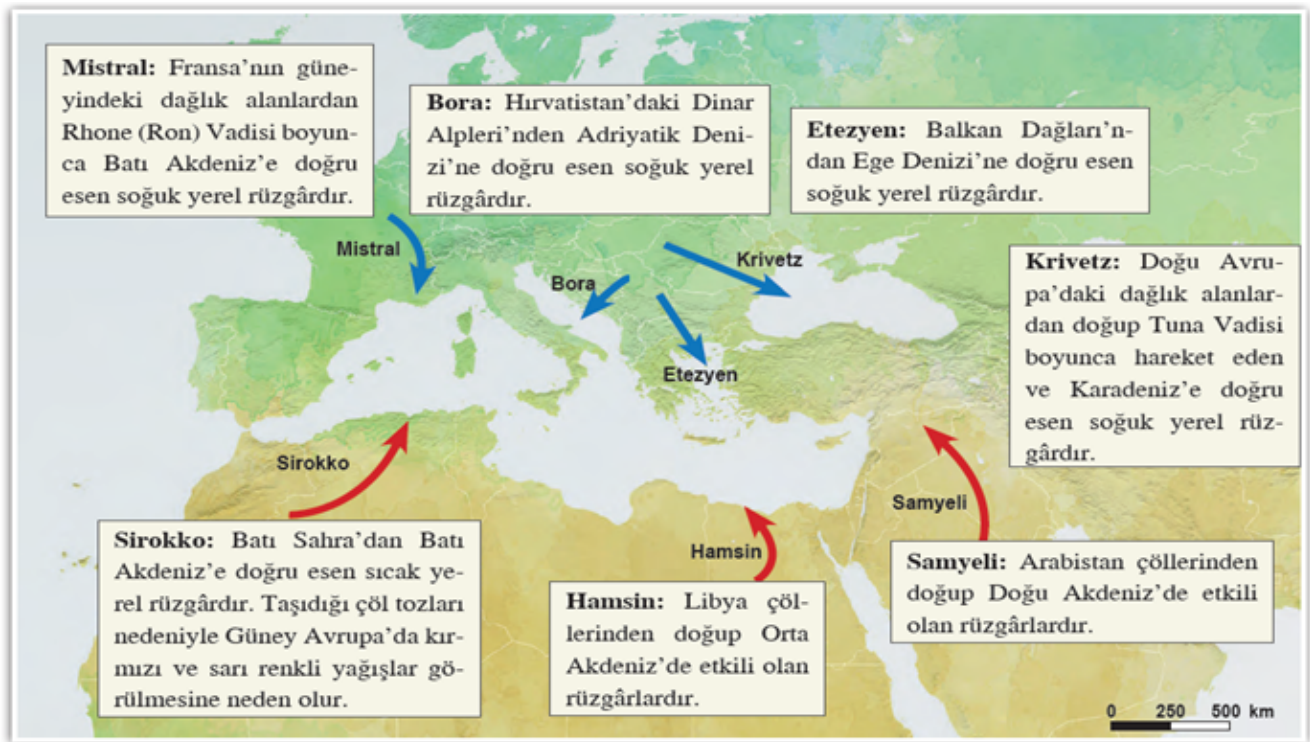 Mistral: Fransa’nın güne-
yindeki dağlık alanlardan
Rhone (Ron) Vadisi boyun-
ca Batı Akdeniz’e doğru
esen soğuk yerel rüzgârdır.
Bora: Hırvatistan’daki Dinar
Alpleri’nden Adriyatik Deni-
zi’ne doğru esen soğuk yerel
rüzgârdır.
Etezyen: Balkan Dağları’n-
dan Ege Denizi’ne doğru esen
soğuk yerel rüzgârdır.
Mistral
Bora
Krivetz
Etezyen
Krivetz: Doğu Avru-
pa’daki dağlık alanlar-
dan doğup Tuna Vadisi
boyunca hareket eden
ve Karadeniz’e doğru
esen soğuk yerel rüz-
gârdır.
Sirokko
Hamsin
Samyeli
Sirokko: Batı Sahra’dan Batı
Akdeniz’e doğru esen sıcak ye-
rel rüzgârdır. Taşıdığı çöl tozları
nedeniyle Güney Avrupa’da kır-
mızı ve sarı renkli yağışlar gö-
rülmesine neden olur.
Hamsin: Libya çöl-
lerinden doğup Orta
Akdeniz’de etkili olan
rüzgârlardır.
Samyeli: Arabistan çöllerinden
doğup Doğu Akdeniz’de etkili
olan rüzgârlardır.
0 250 500 km